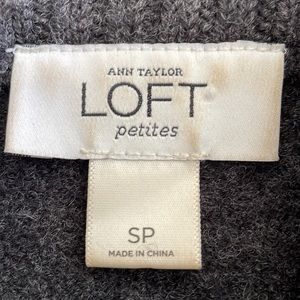 ANN TAYLOR
LOFT
petites
SP
MADE IN CHINA